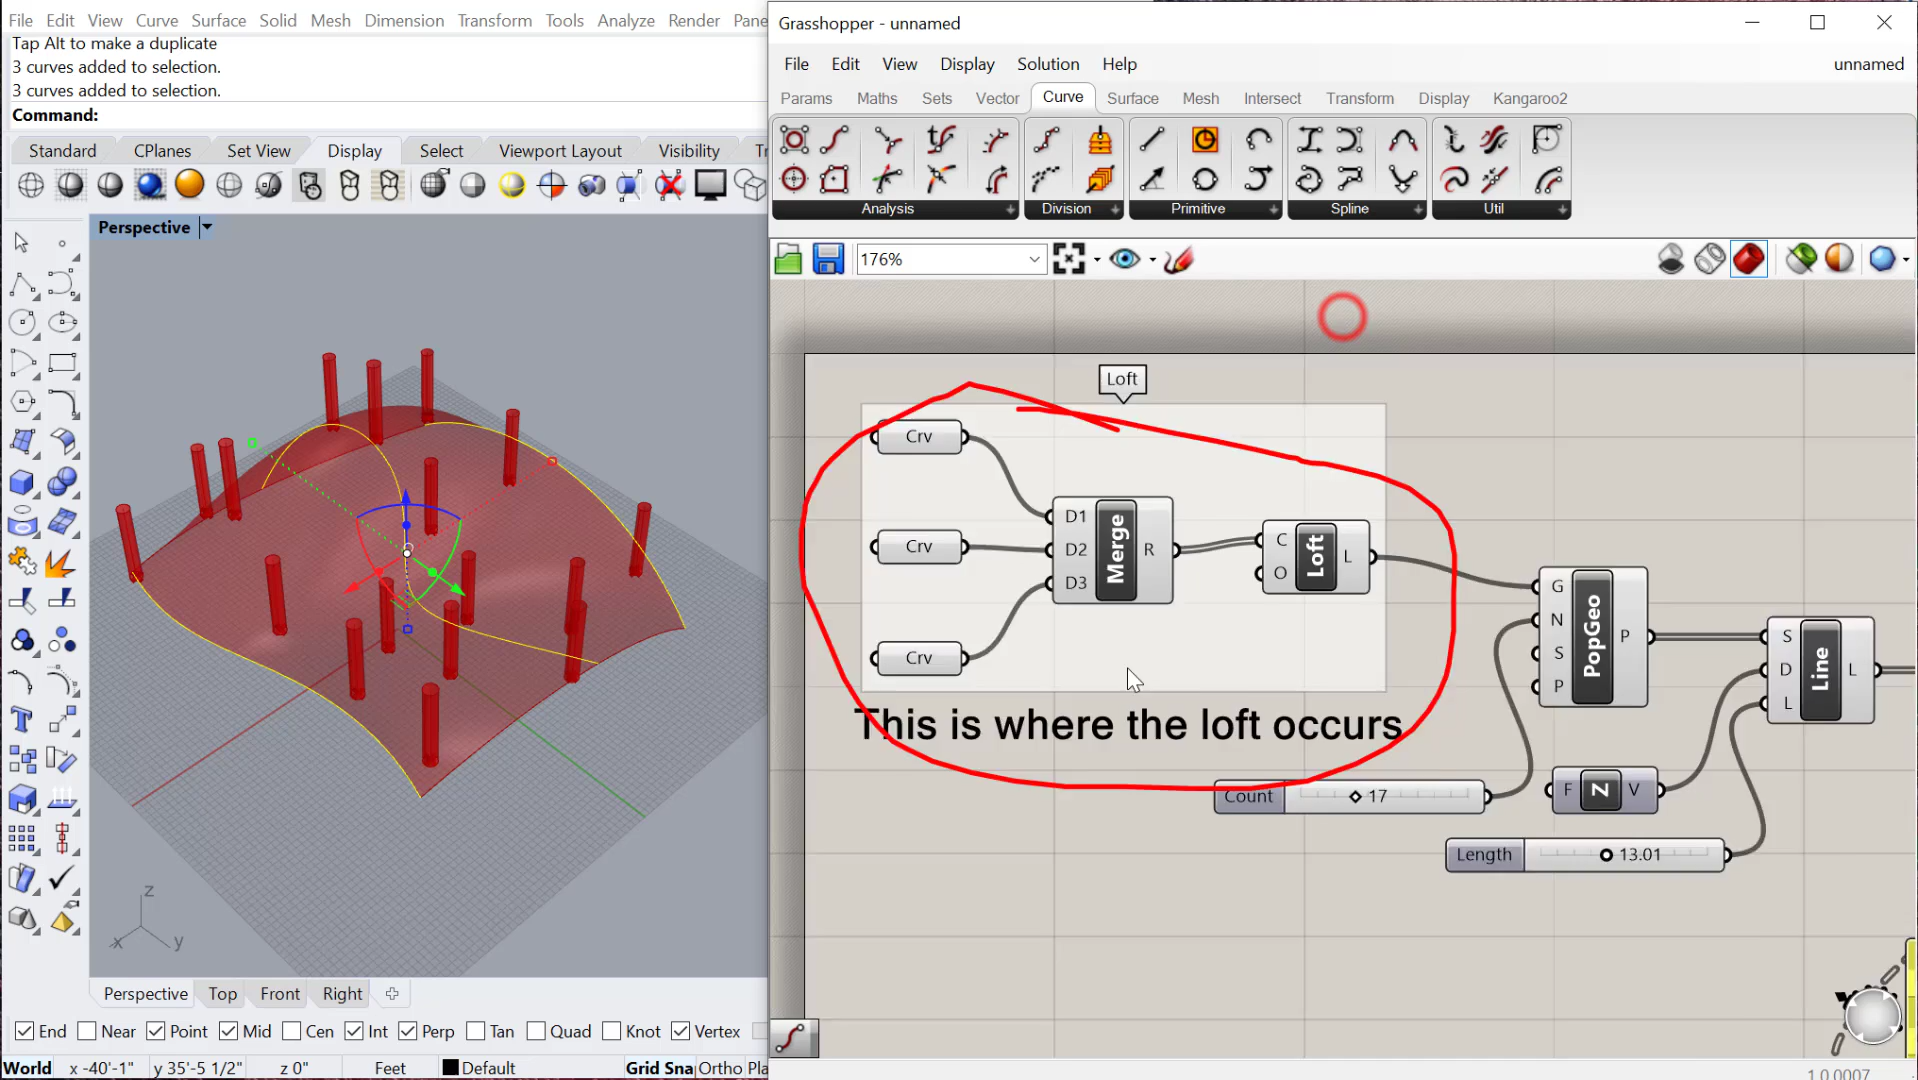 File Edit View Curve Surface Solid Mesh Dimension Transform Tools Analyze Render Pane
Tap Alt to make a duplicate
3 curves added to selection.
3 curves added to selection.
Command:
Standard CPlanes Set View Display Select Viewport Layout Visibility Tr
Perspective
z
x y
Perspective Top Front Right
End Near Point Mid Cen Int Perp Tan Quad Knot Vertex
World x -40'-1" y 35'-5 1/2" z 0" Feet Default Grid Sna Ortho Pla
Grasshopper - unnamed
File Edit View Display Solution Help unnamed
Params Maths Sets Vector Curve Surface Mesh Intersect Transform Display Kangaroo2
Analysis Division Primitive Spline Util
176%
Loft
Crv
Crv
Crv
D1
D2
D3
Merge
R
C
O
Loft
L
G
N
S
P
PopGeo
P
S
D
L
Line
L
This is where the loft occurs
Count 17
F Z V
Length 13.01
1.0.0007